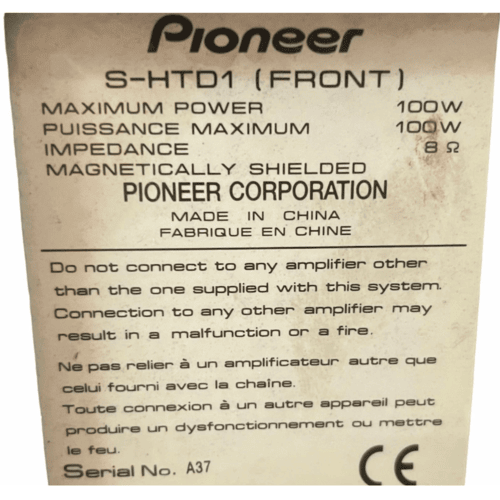 Pioneer
S-HTD1 (FRONT)
MAXIMUM POWER 100W
PUISSANCE MAXIMUM 100W
IMPEDANCE 8 Ω
MAGNETICALLY SHIELDED
PIONEER CORPORATION
MADE IN CHINA
FABRIQUE EN CHINE
Do not connect to any amplifier other
than the one supplied with this system.
Connection to any other amplifier may
result in a malfunction or a fire.
Ne pas relier à un amplificateur autre que
celui fourni avec la chaîne.
Toute connexion à un autre appareil peut
produire un dysfonctionnement ou mettre
le feu.
Serial No. A37
CE